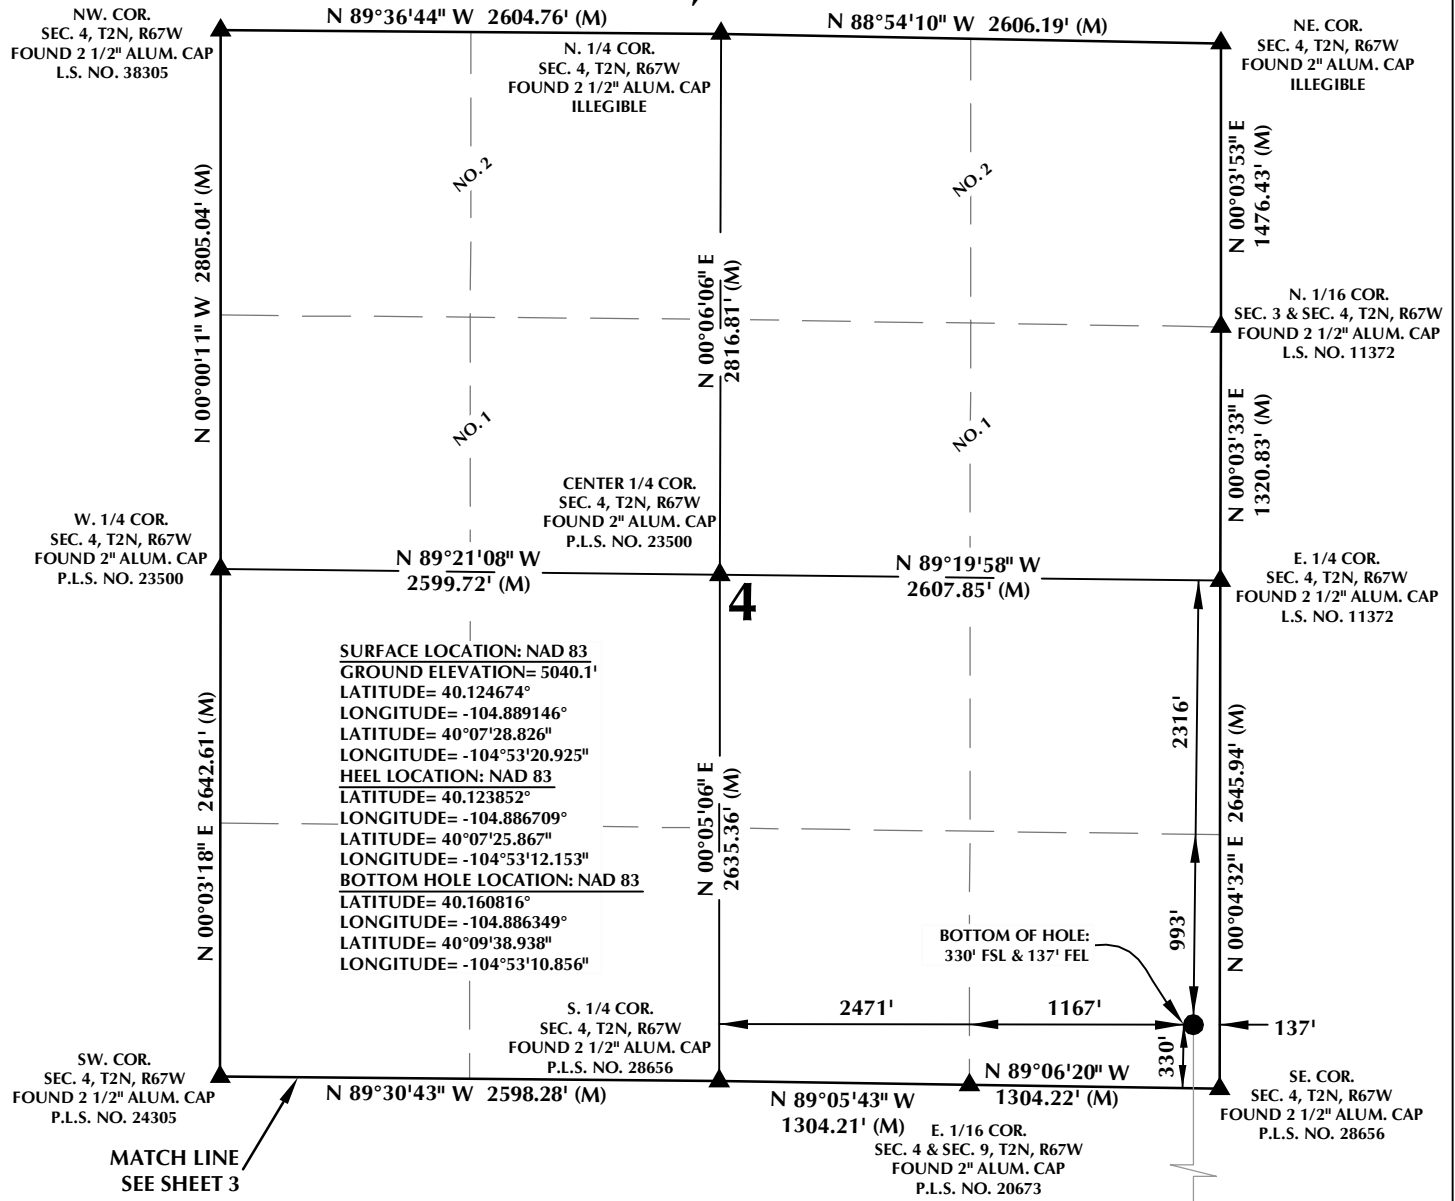 N 89°36'44" W 2604.76' (M)
N 88°54'10" W 2606.19' (M)
NW. COR.
SEC. 4, T2N, R67W
FOUND 2 1/2" ALUM. CAP
L.S. NO. 38305
N. 1/4 COR.
SEC. 4, T2N, R67W
FOUND 2 1/2" ALUM. CAP
ILLEGIBLE
NE. COR.
SEC. 4, T2N, R67W
FOUND 2" ALUM. CAP
ILLEGIBLE
NO. 2
NO. 2
N 00°03'53" E
1476.43' (M)
N 00°00'11" W 2805.04' (M)
N 00°06'06" E
2816.81' (M)
N. 1/16 COR.
SEC. 3 & SEC. 4, T2N, R67W
FOUND 2 1/2" ALUM. CAP
L.S. NO. 11372
NO. 1
NO. 1
N 00°03'33" E
1320.83' (M)
CENTER 1/4 COR.
SEC. 4, T2N, R67W
FOUND 2" ALUM. CAP
P.L.S. NO. 23500
W. 1/4 COR.
SEC. 4, T2N, R67W
FOUND 2" ALUM. CAP
P.L.S. NO. 23500
N 89°21'08" W
2599.72' (M)
N 89°19'58" W
2607.85' (M)
E. 1/4 COR.
SEC. 4, T2N, R67W
FOUND 2 1/2" ALUM. CAP
L.S. NO. 11372
4
SURFACE LOCATION: NAD 83
GROUND ELEVATION= 5040.1'
LATITUDE= 40.124674°
LONGITUDE= -104.889146°
LATITUDE= 40°07'28.826"
LONGITUDE= -104°53'20.925"
HEEL LOCATION: NAD 83
LATITUDE= 40.123852°
LONGITUDE= -104.886709°
LATITUDE= 40°07'25.867"
LONGITUDE= -104°53'12.153"
BOTTOM HOLE LOCATION: NAD 83
LATITUDE= 40.160816°
LONGITUDE= -104.886349°
LATITUDE= 40°09'38.938"
LONGITUDE= -104°53'10.856"
N 00°03'18" E 2642.61' (M)
N 00°05'06" E
2635.36' (M)
2316'
N 00°04'32" E 2645.94' (M)
993'
BOTTOM OF HOLE:
330' FSL & 137' FEL
2471'
1167'
137'
330'
S. 1/4 COR.
SEC. 4, T2N, R67W
FOUND 2 1/2" ALUM. CAP
P.L.S. NO. 28656
SW. COR.
SEC. 4, T2N, R67W
FOUND 2 1/2" ALUM. CAP
P.L.S. NO. 24305
N 89°30'43" W 2598.28' (M)
N 89°05'43" W
1304.21' (M)
N 89°06'20" W
1304.22' (M)
SE. COR.
SEC. 4, T2N, R67W
FOUND 2 1/2" ALUM. CAP
P.L.S. NO. 28656
E. 1/16 COR.
SEC. 4 & SEC. 9, T2N, R67W
FOUND 2" ALUM. CAP
P.L.S. NO. 20673
MATCH LINE
SEE SHEET 3